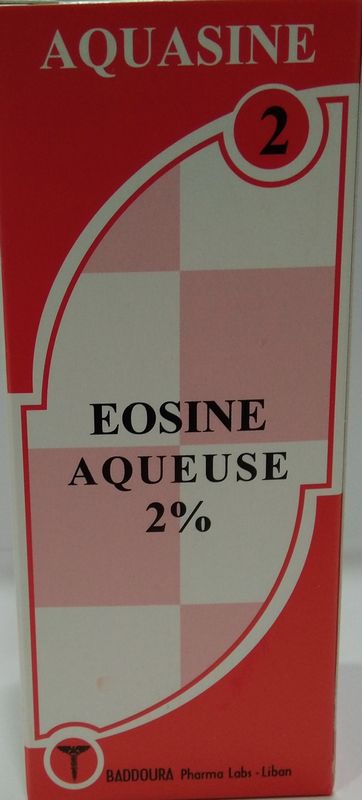 AQUASINE
2
EOSINE
AQUEUSE
2%
BADDOURA Pharma Labs - Liban